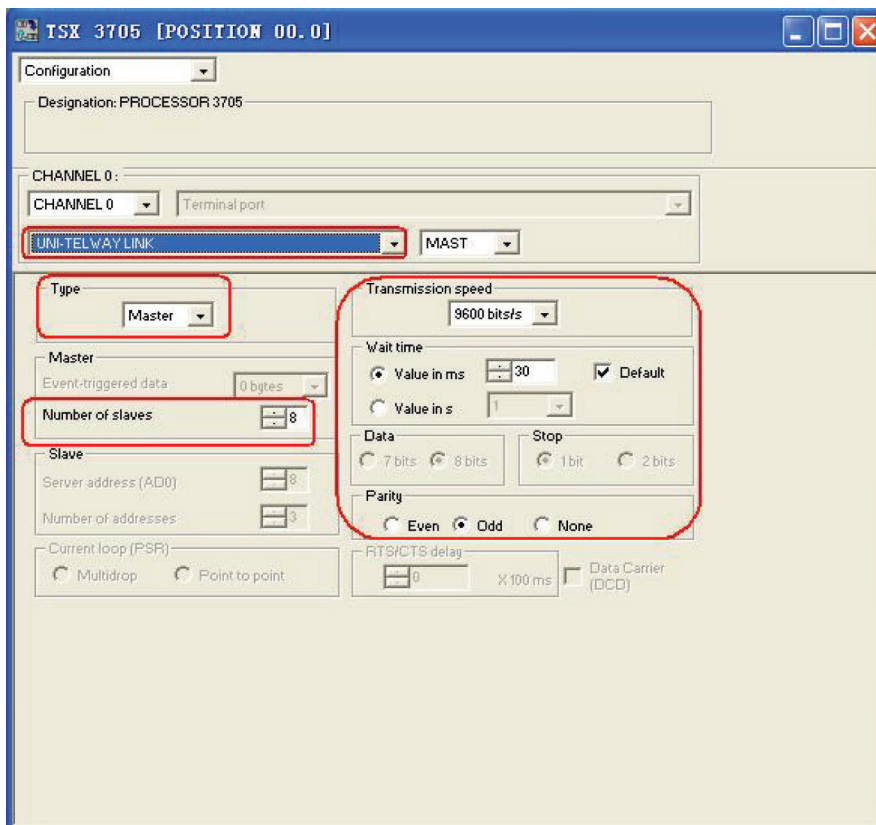 TSX 3705 [POSITION 00.0]
Configuration
Designation: PROCESSOR 3705
CHANNEL 0 :
CHANNEL 0 Terminal port
UNI-TELWAY LINK MAST
Type
Master
Transmission speed
9600 bits/s
Master
Event-triggered data 0 bytes
Number of slaves 8
Wait time
Value in ms 30 Default
Value in s 1
Slave
Server address (AD0) 8
Number of addresses 3
Data
7 bits 8 bits
Stop
1 bit 2 bits
Parity
Even Odd None
Current loop (PSR)
Multidrop Point to point
RTS/CTS delay
0 X 100 ms
Data Carrier
(DCD)